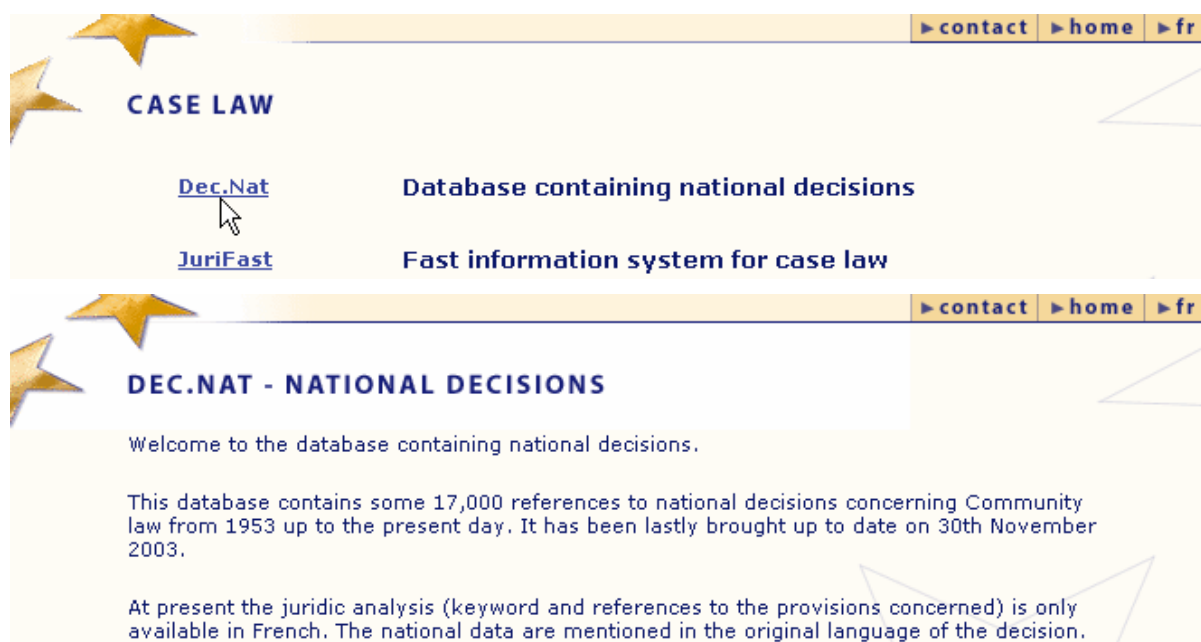 ►contact ►home ►fr
CASE LAW
Dec.Nat Database containing national decisions
JuriFast Fast information system for case law
►contact ►home ►fr
DEC.NAT - NATIONAL DECISIONS
Welcome to the database containing national decisions.
This database contains some 17,000 references to national decisions concerning Community
law from 1953 up to the present day. It has been lastly brought up to date on 30th November
2003.
At present the juridic analysis (keyword and references to the provisions concerned) is only
available in French. The national data are mentioned in the original language of the decision.